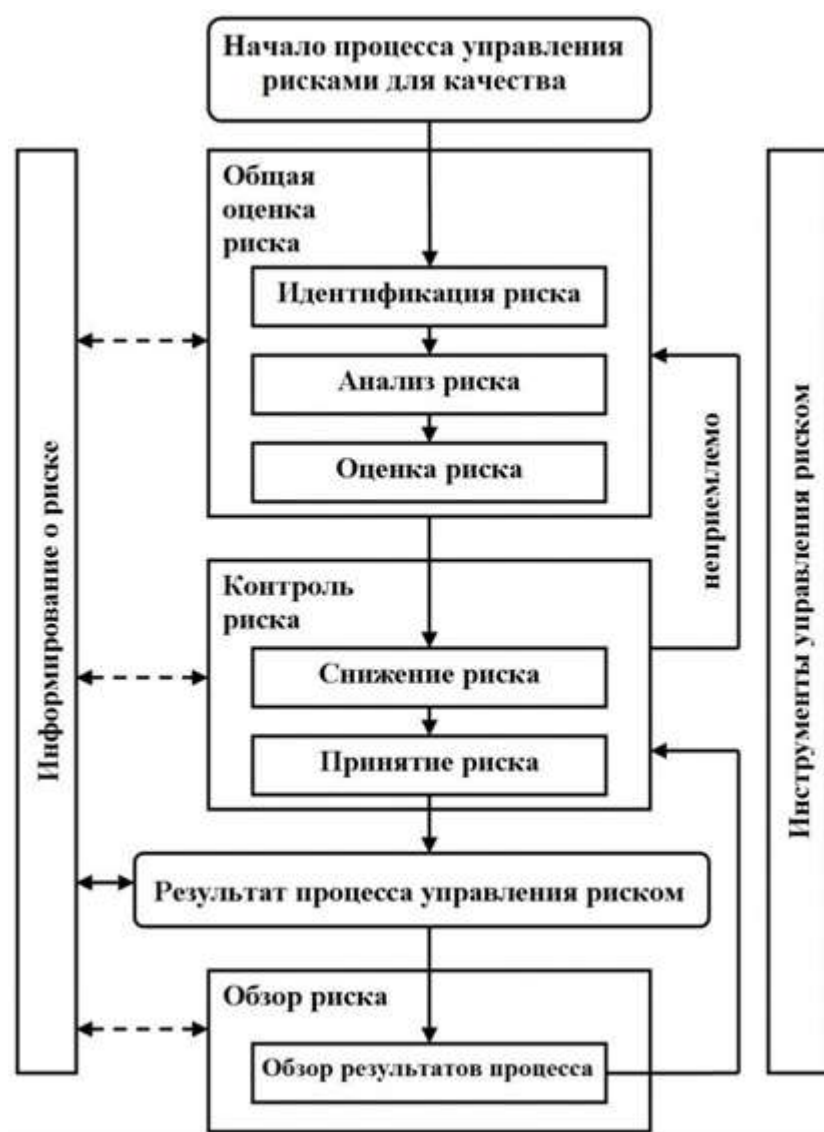 Начало процесса управления
рисками для качества
Общая
оценка
риска
Идентификация риска
Анализ риска
Оценка риска
неприемлемо
Контроль
риска
Снижение риска
Принятие риска
Результат процесса управления риском
Обзор риска
Обзор результатов процесса
Информирование о риске
Инструменты управления риском